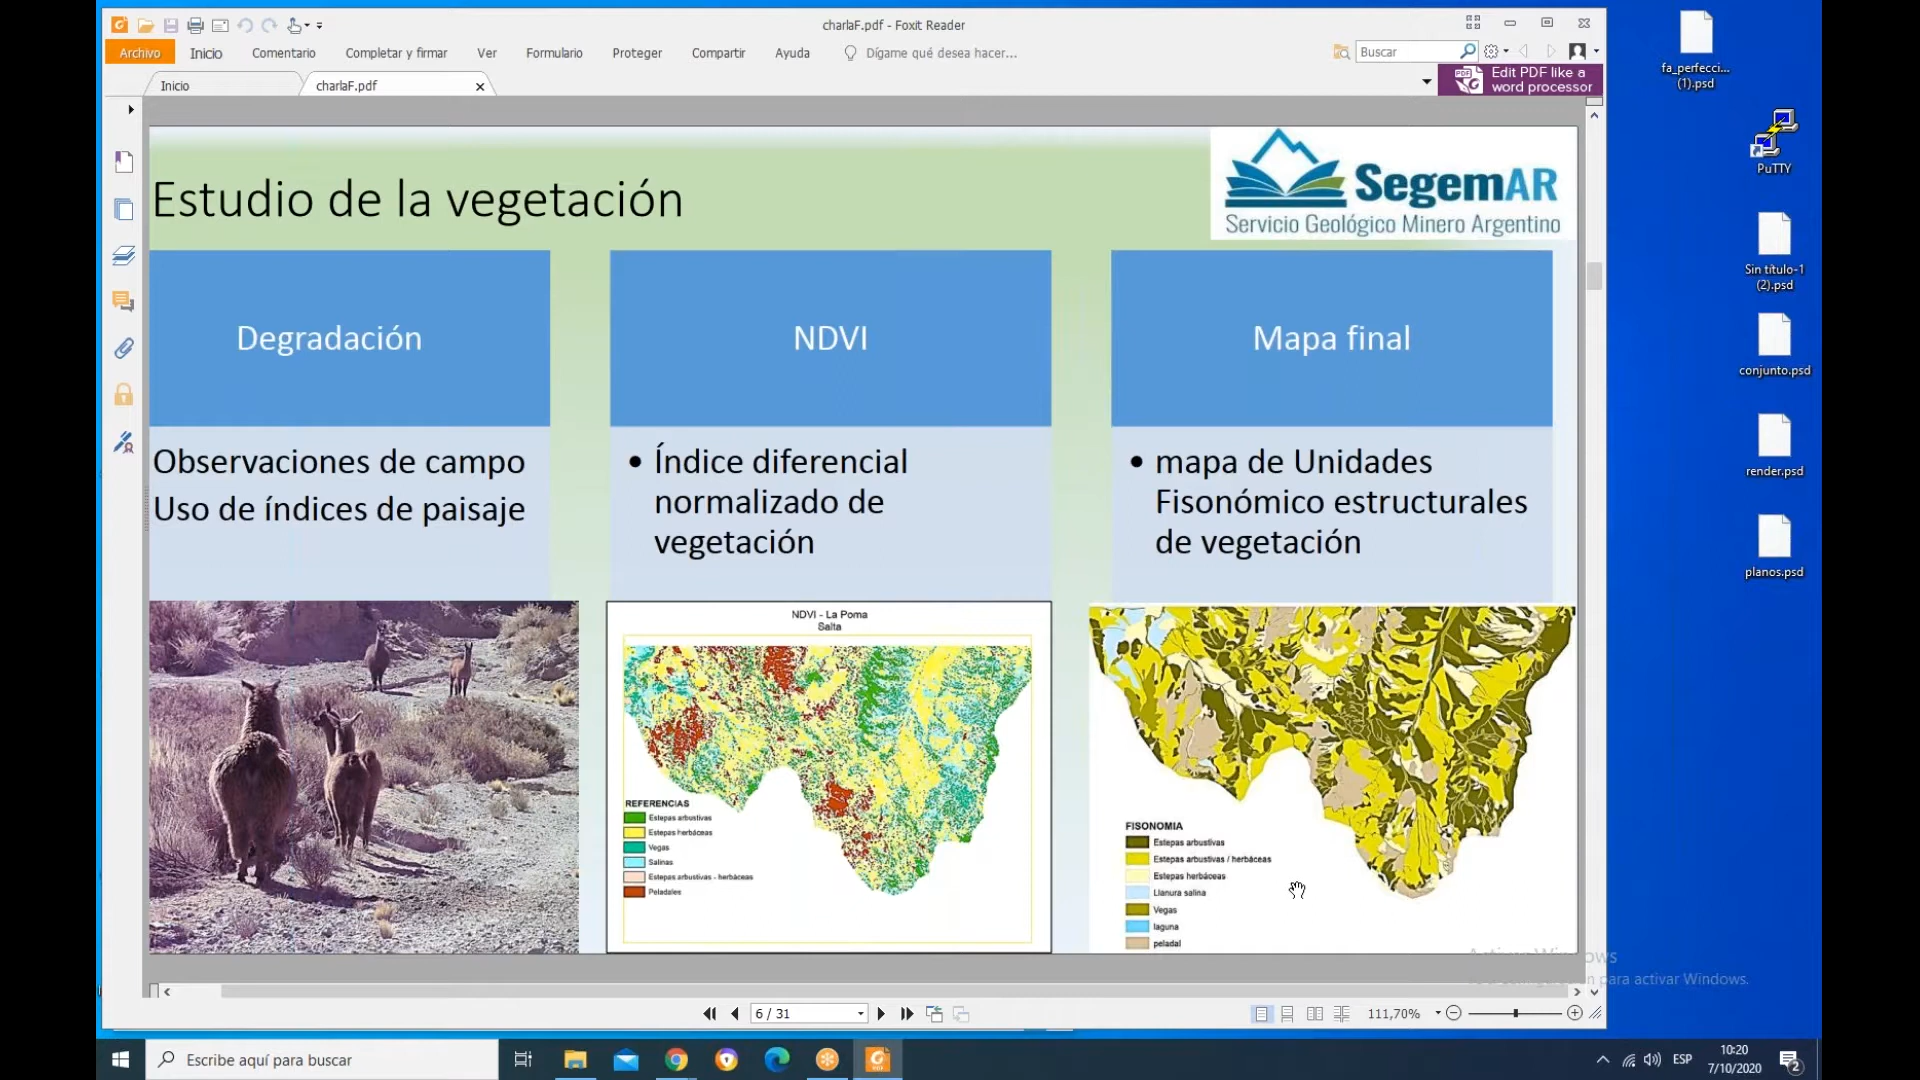 charlaF.pdf - Foxit Reader
Archivo
Inicio
Comentario
Completar y firmar
Ver
Formulario
Proteger
Compartir
Ayuda
Dígame qué desea hacer...
Buscar
Inicio
charlaF.pdf
Edit PDF like a
word processor
Estudio de la vegetación
SegemAR
Servicio Geológico Minero Argentino
Degradación
NDVI
Mapa final
Observaciones de campo
Uso de índices de paisaje
• Índice diferencial
normalizado de
vegetación
• mapa de Unidades
Fisonómico estructurales
de vegetación
NDVI - La Poma
Salta
REFERENCIAS
Estepas arbustivas
Estepas herbáceas
Vegas
Salinas
Estepas arbustivas - herbáceas
Peladales
FISONOMIA
Estepas arbustivas
Estepas arbustivas / herbáceas
Estepas herbáceas
Llanura salina
Vegas
laguna
peladal
para activar Windows.
6 / 31
111,70%
fa_perfecci...
(1).psd
PuTTY
Sin título-1
(2).psd
conjunto.psd
render.psd
planos.psd
Escribe aquí para buscar
ESP
10:20
7/10/2020
2